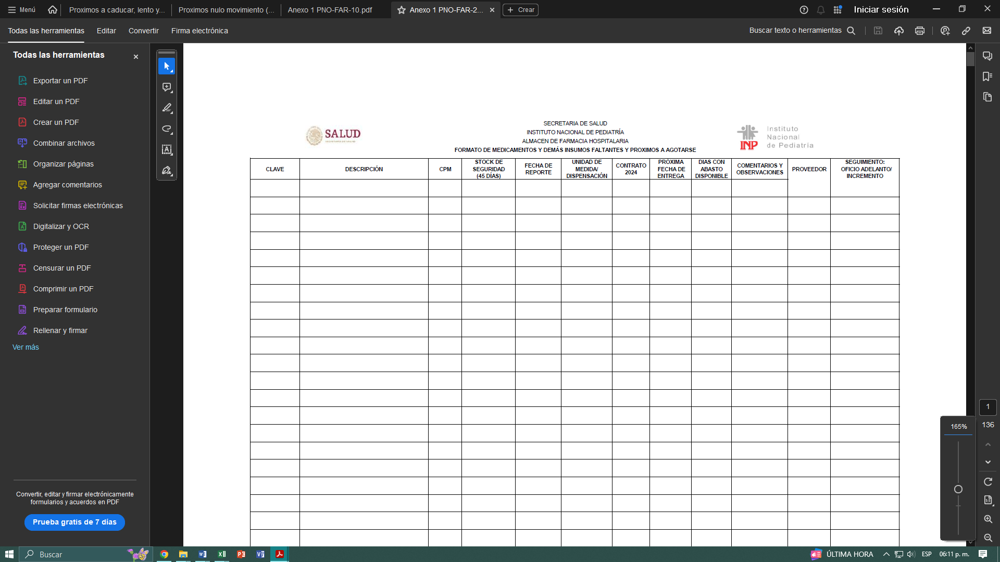 Menú
Proximos a caducar, lento y...
Proximos nulo movimiento (...
Anexo 1 PNO-FAR-10.pdf
Anexo 1 PNO-FAR-2...
Crear
Iniciar sesión
Todas las herramientas
Editar
Convertir
Firma electrónica
Buscar texto o herramientas
Todas las herramientas
Exportar un PDF
Editar un PDF
Crear un PDF
Combinar archivos
Organizar páginas
Agregar comentarios
Solicitar firmas electrónicas
Digitalizar y OCR
Proteger un PDF
Censurar un PDF
Comprimir un PDF
Preparar formulario
Rellenar y firmar
Ver más
Convertir, editar y firmar electrónicamente
formularios y acuerdos en PDF
Prueba gratis de 7 días
SALUD
SECRETARÍA DE SALUD
SECRETARIA DE SALUD
INSTITUTO NACIONAL DE PEDIATRÍA
ALMACEN DE FARMACIA HOSPITALARIA
FORMATO DE MEDICAMENTOS Y DEMÁS INSUMOS FALTANTES Y PROXIMOS A AGOTARSE
INP
Instituto
Nacional
de Pediatría
CLAVE
DESCRIPCIÓN
CPM
STOCK DE
SEGURIDAD
(45 DÍAS)
FECHA DE
REPORTE
UNIDAD DE
MEDIDA/
DISPENSACIÓN
CONTRATO
2024
PRÓXIMA
FECHA DE
ENTREGA
DIAS CON
ABASTO
DISPONIBLE
COMENTARIOS Y
OBSERVACIONES
PROVEEDOR
SEGUIMIENTO:
OFICIO ADELANTO/
INCREMENTO
1
136
165%
Buscar
ÚLTIMA HORA
ESP
06:11 p. m.